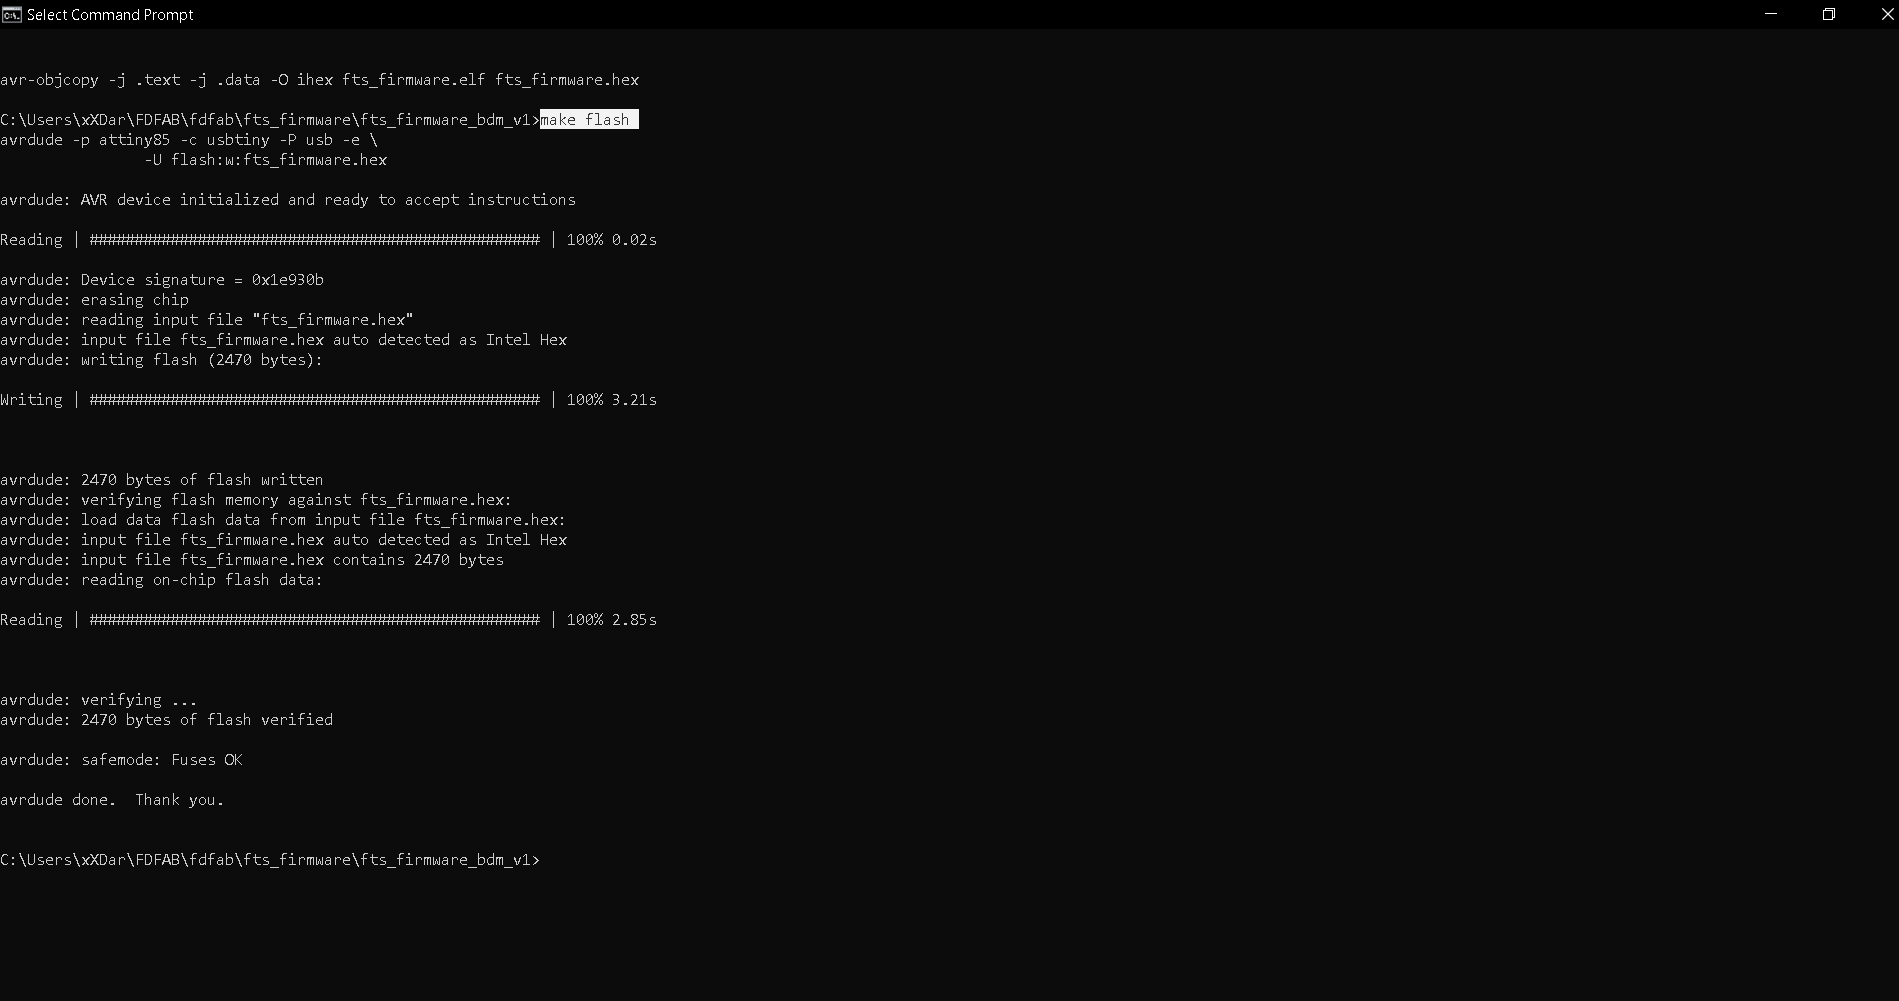 Select Command Prompt
avr-objcopy -j .text -j .data -O ihex fts_firmware.elf fts_firmware.hex
C:\Users\xXDar\FDFAB\fdfab\fts_firmware\fts_firmware_bdm_v1>make flash
avrdude -p attiny85 -c usbtiny -P usb -e \
-U flash:w:fts_firmware.hex
avrdude: AVR device initialized and ready to accept instructions
Reading | ################################################## | 100% 0.02s
avrdude: Device signature = 0x1e930b
avrdude: erasing chip
avrdude: reading input file "fts_firmware.hex"
avrdude: input file fts_firmware.hex auto detected as Intel Hex
avrdude: writing flash (2470 bytes):
Writing | ################################################## | 100% 3.21s
avrdude: 2470 bytes of flash written
avrdude: verifying flash memory against fts_firmware.hex:
avrdude: load data flash data from input file fts_firmware.hex:
avrdude: input file fts_firmware.hex auto detected as Intel Hex
avrdude: input file fts_firmware.hex contains 2470 bytes
avrdude: reading on-chip flash data:
Reading | ################################################## | 100% 2.85s
avrdude: verifying ...
avrdude: 2470 bytes of flash verified
avrdude: safemode: Fuses OK
avrdude done.  Thank you.
C:\Users\xXDar\FDFAB\fdfab\fts_firmware\fts_firmware_bdm_v1>